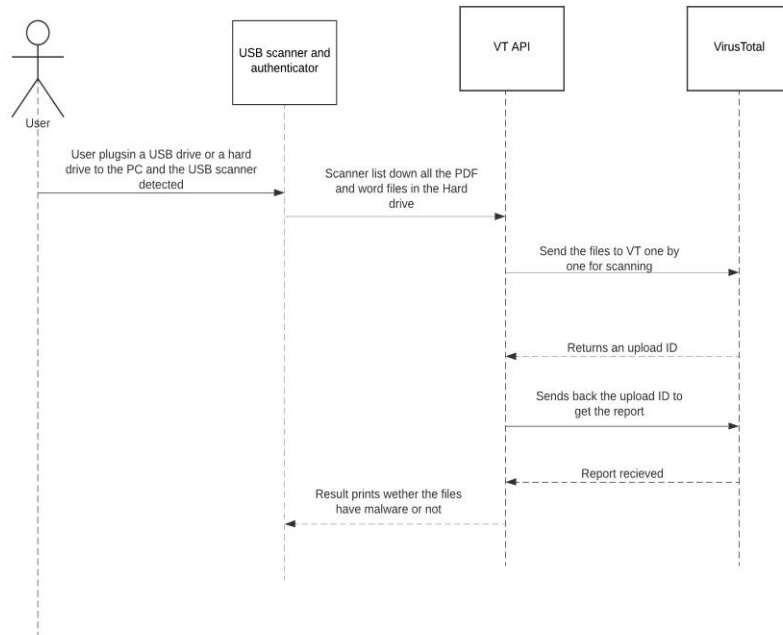 USB scanner and
authenticator
VT API
VirusTotal
User
User plugsin a USB drive or a hard
drive to the PC and the USB scanner
detected
Scanner list down all the PDF
and word files in the Hard
drive
Send the files to VT one by
one for scanning
Returns an upload ID
Sends back the upload ID to
get the report
Report recieved
Result prints wether the files
have malware or not